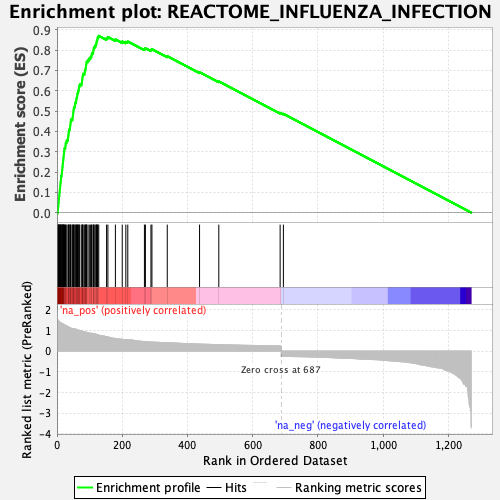 Enrichment plot: REACTOME_INFLUENZA_INFECTION
Enrichment score (ES)
0.9
0.8
0.7
0.6
0.5
0.4
0.3
0.2
0.1
0.0
'na_pos' (positively correlated)
Ranked list metric (PreRanked)
2
1
0
-1
-2
-3
-4
Zero cross at 687
'na_neg' (negatively correlated)
0 200 400 600 800 1,000 1,200
Rank in Ordered Dataset
Enrichment profile Hits Ranking metric scores